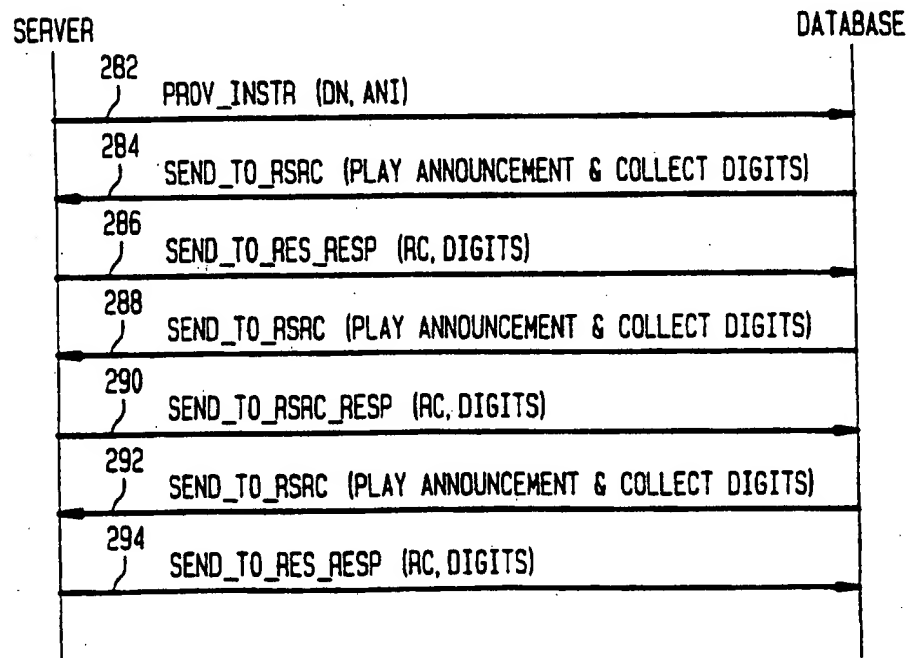 SERVER DATABASE
282
PROV_INSTR (DN, ANI)
284
SEND_TO_RSRC (PLAY ANNOUNCEMENT & COLLECT DIGITS)
286
SEND_TO_RES_RESP (RC, DIGITS)
288
SEND_TO_RSRC (PLAY ANNOUNCEMENT & COLLECT DIGITS)
290
SEND_TO_RSRC_RESP (RC, DIGITS)
292
SEND_TO_RSRC (PLAY ANNOUNCEMENT & COLLECT DIGITS)
294
SEND_TO_RES_RESP (RC, DIGITS)